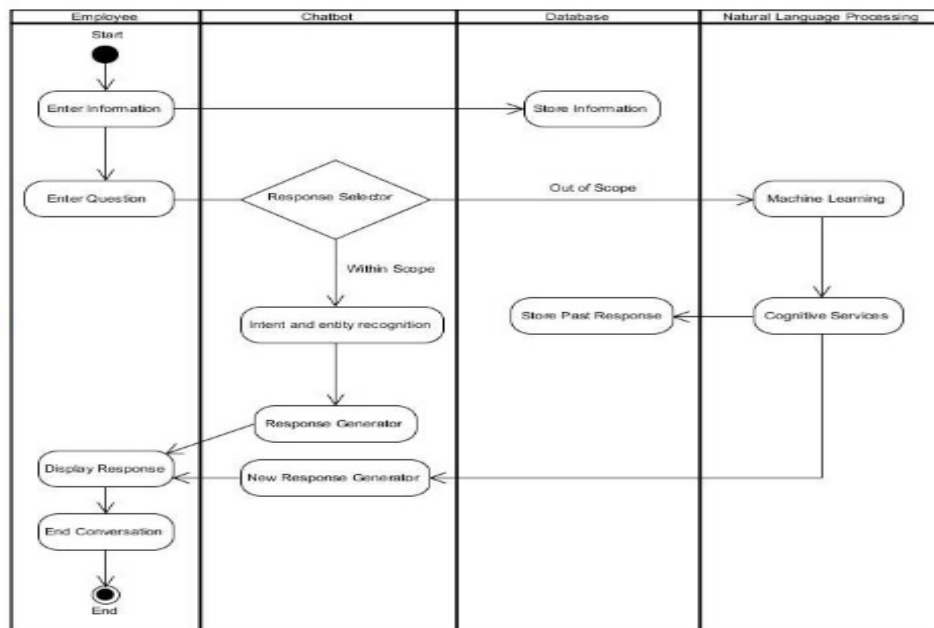 Employee
Chatbot
Database
Natural Language Processing
Start
Enter Information
Store Information
Enter Question
Response Selector
Out of Scope
Machine Learning
Within Scope
Intent and entity recognition
Store Past Response
Cognitive Services
Response Generator
Display Response
New Response Generator
End Conversation
End